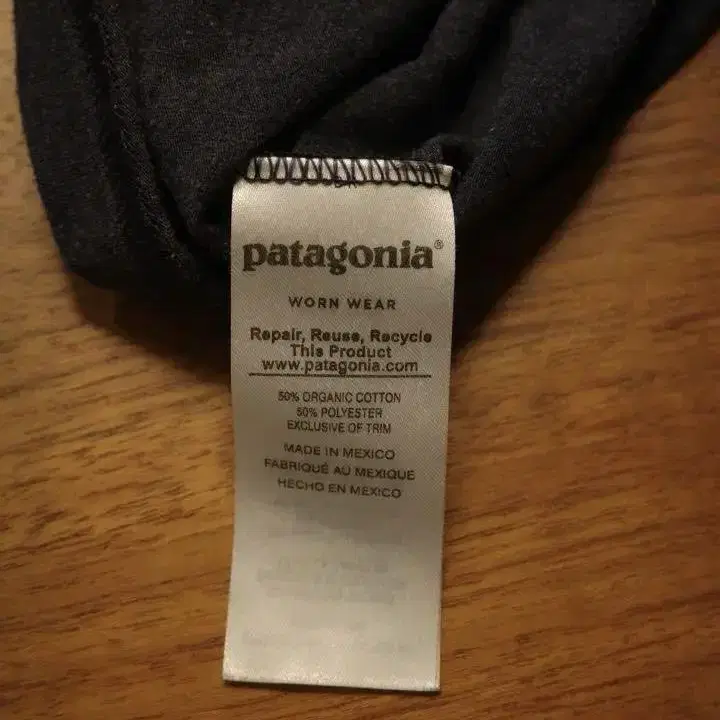 patagonia®
WORN WEAR
Repair, Reuse, Recycle
This Product
www.patagonia.com
50% ORGANIC COTTON
50% POLYESTER
EXCLUSIVE OF TRIM
MADE IN MEXICO
FABRIQUÉ AU MEXIQUE
HECHO EN MEXICO